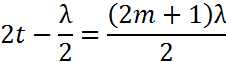 2t − λ/2 = (2m + 1)λ/2